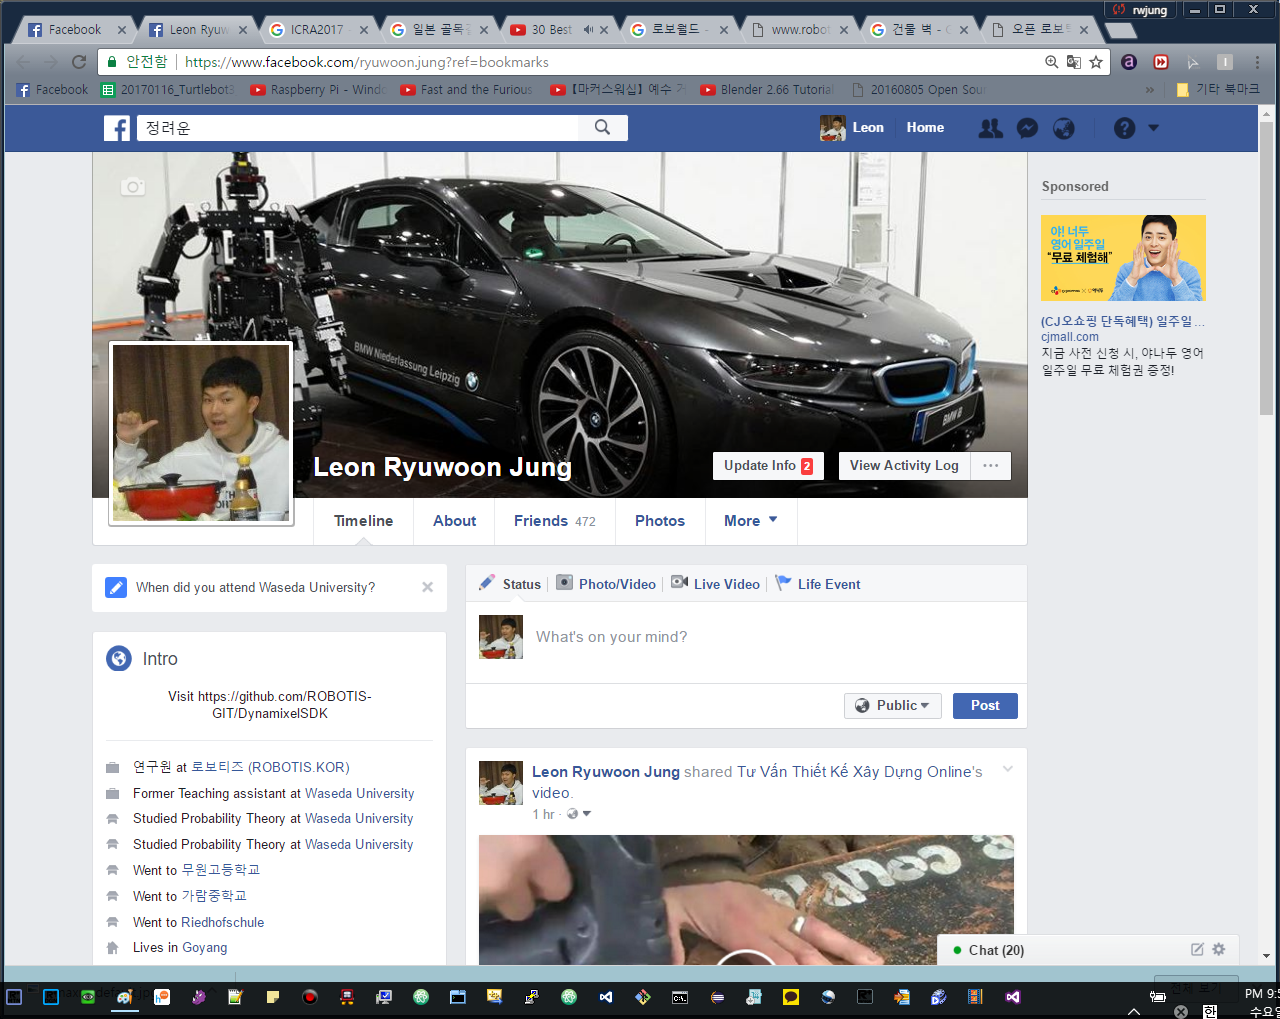 rwjung
Facebook
Leon Ryuw
ICRA2017 -
일본 골목
30 Best
로보월드 -
www.robot
건물 벽 - G
오픈 로보
안전함
https://www.facebook.com/ryuwoon.jung?ref=bookmarks
Facebook
20170116_Turtlebot3
Raspberry Pi - Windo
Fast and the Furious
【마커스워십】 예수
Blender 2.66 Tutorial
20160805 Open Sour
»
기타 북마크
정려운
Leon
Home
Sponsored
야! 너두
영어 일주일
“무료 체험해”
(CJ오쇼핑 단독혜택) 일주일 ...
cjmall.com
지금 사전 신청 시, 야나두 영어
일주일 무료 체험권 증정!
BMW Niederlassung Leipzig
BMW i8
Leon Ryuwoon Jung
Update Info 2
View Activity Log
...
Timeline
About
Friends 472
Photos
More
When did you attend Waseda University?
Status
Photo/Video
Live Video
Life Event
What's on your mind?
Public
Post
Intro
Visit https://github.com/ROBOTIS-
GIT/DynamixelSDK
연구원 at 로보티즈 (ROBOTIS.KOR)
Former Teaching assistant at Waseda University
Studied Probability Theory at Waseda University
Studied Probability Theory at Waseda University
Went to 무원고등학교
Went to 가람중학교
Went to Riedhofschule
Lives in Goyang
Leon Ryuwoon Jung shared Tư Vấn Thiết Kế Xây Dựng Online's
video.
1 hr ·
Chat (20)
전체 보기
PM 9:5
한
수요일